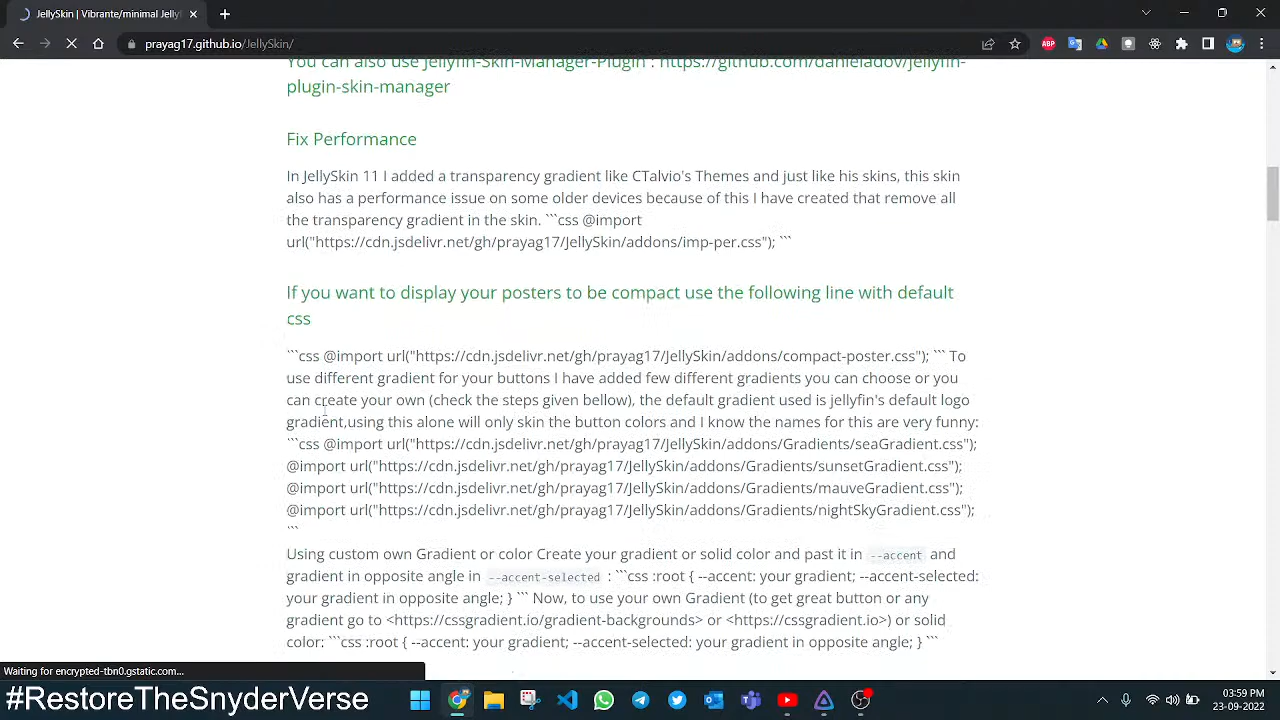 JellySkin | Vibrante/minimal Jellyf
prayag17.github.io/JellySkin/
You can also use Jellyfin-Skin-Manager-Plugin : https://github.com/danieladov/jellyfin-
plugin-skin-manager
Fix Performance
In JellySkin 11 I added a transparency gradient like CTalvio's Themes and just like his skins, this skin
also has a performance issue on some older devices because of this I have created that remove all
the transparency gradient in the skin. ```css @import
url("https://cdn.jsdelivr.net/gh/prayag17/JellySkin/addons/imp-per.css"); ```
If you want to display your posters to be compact use the following line with default
css
```css @import url("https://cdn.jsdelivr.net/gh/prayag17/JellySkin/addons/compact-poster.css"); ``` To
use different gradient for your buttons I have added few different gradients you can choose or you
can create your own (check the steps given bellow), the default gradient used is jellyfin's default logo
gradient,using this alone will only skin the button colors and I know the names for this are very funny:
```css @import url("https://cdn.jsdelivr.net/gh/prayag17/JellySkin/addons/Gradients/seaGradient.css");
@import url("https://cdn.jsdelivr.net/gh/prayag17/JellySkin/addons/Gradients/sunsetGradient.css");
@import url("https://cdn.jsdelivr.net/gh/prayag17/JellySkin/addons/Gradients/mauveGradient.css");
@import url("https://cdn.jsdelivr.net/gh/prayag17/JellySkin/addons/Gradients/nightSkyGradient.css");
```
Using custom own Gradient or color Create your gradient or solid color and past it in --accent and
gradient in opposite angle in --accent-selected : ```css :root { --accent: your gradient; --accent-selected:
your gradient in opposite angle; } ``` Now, to use your own Gradient (to get great button or any
gradient go to <https://cssgradient.io/gradient-backgrounds> or <https://cssgradient.io>) or solid
color: ```css :root { --accent: your gradient; --accent-selected: your gradient in opposite angle; } ```
Waiting for encrypted-tbn0.gstatic.com...
#RestoreTheSnyderVerse
03:59 PM
23-09-2022